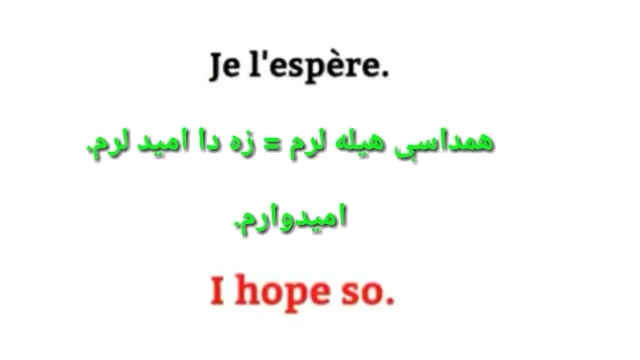 Je l'espère.
همداسې هیله لرم = زه دا امید لرم.
امیدوارم.
I hope so.